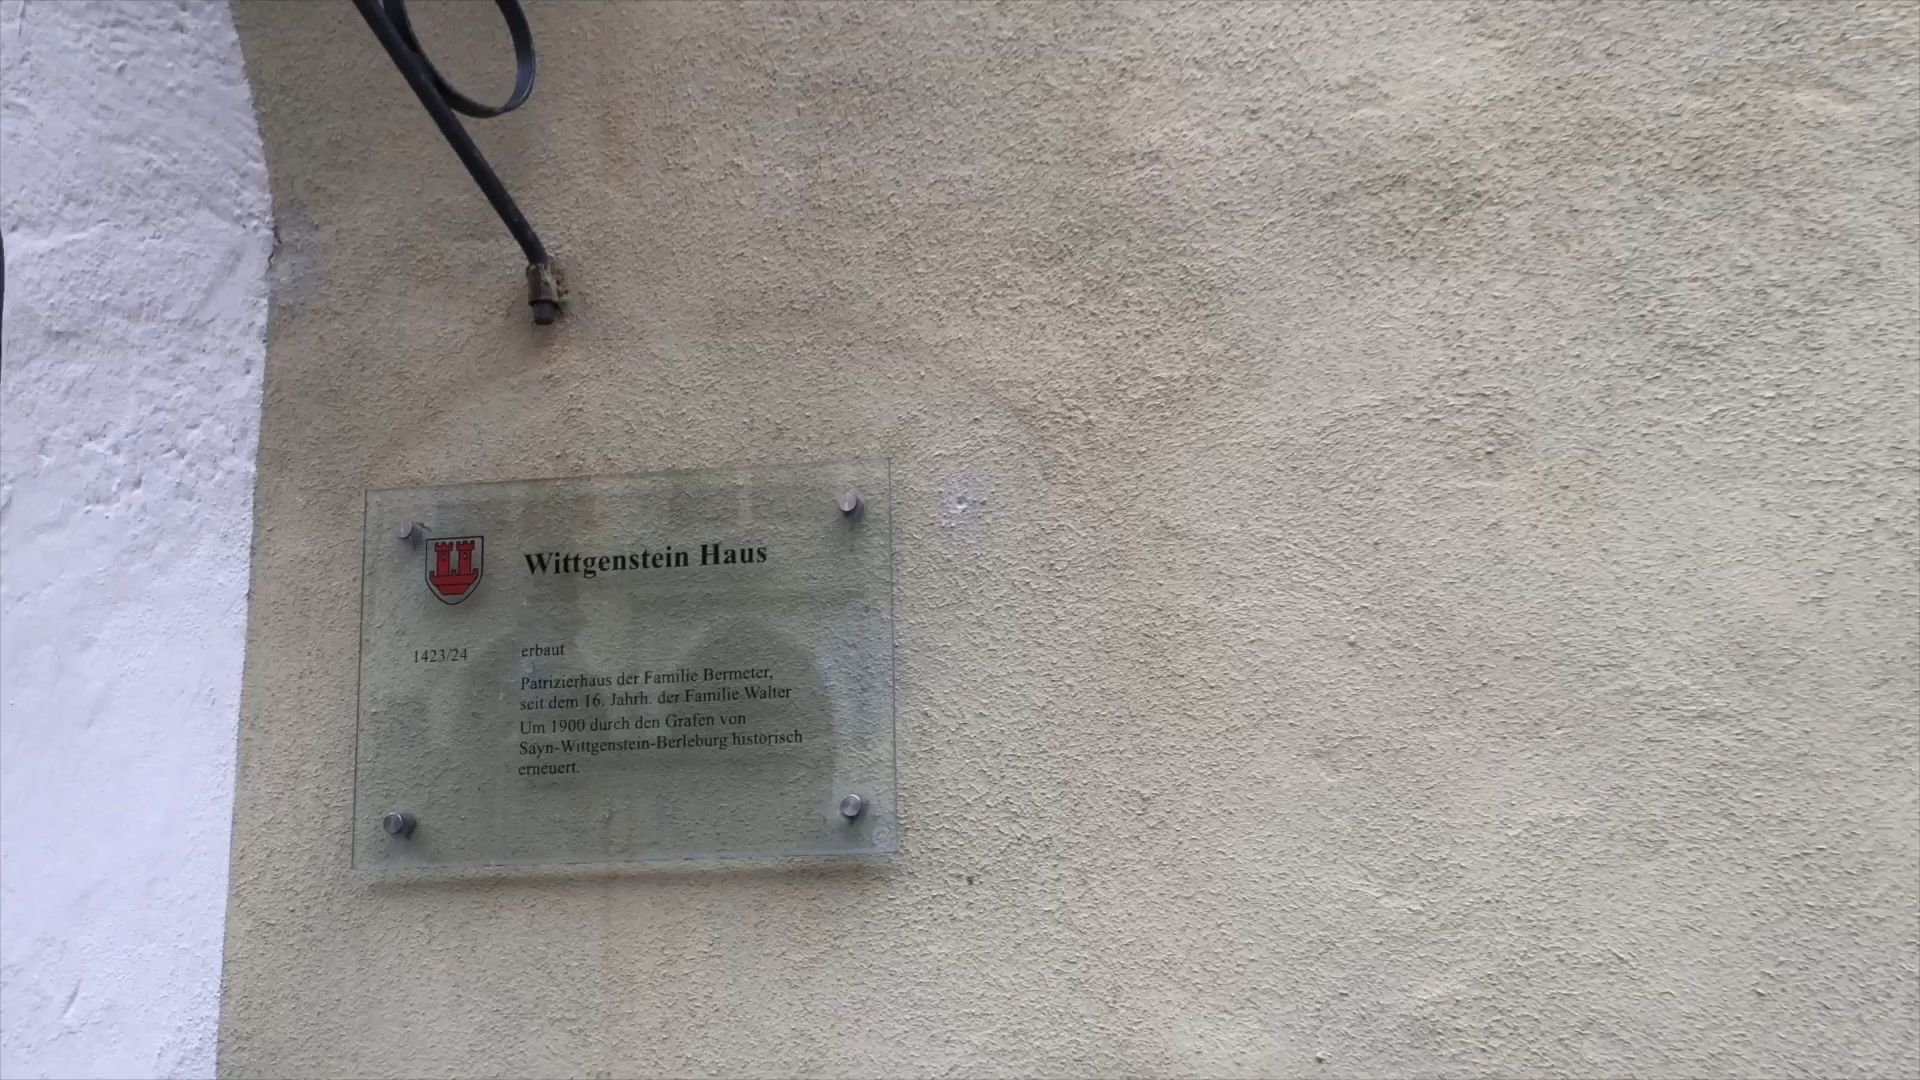 Wittgenstein Haus
1423/24 erbaut
Patrizierhaus der Familie Bermeter,
seit dem 16. Jahrh. der Familie Walter
Um 1900 durch den Grafen von
Sayn-Wittgenstein-Berleburg historisch
erneuert.